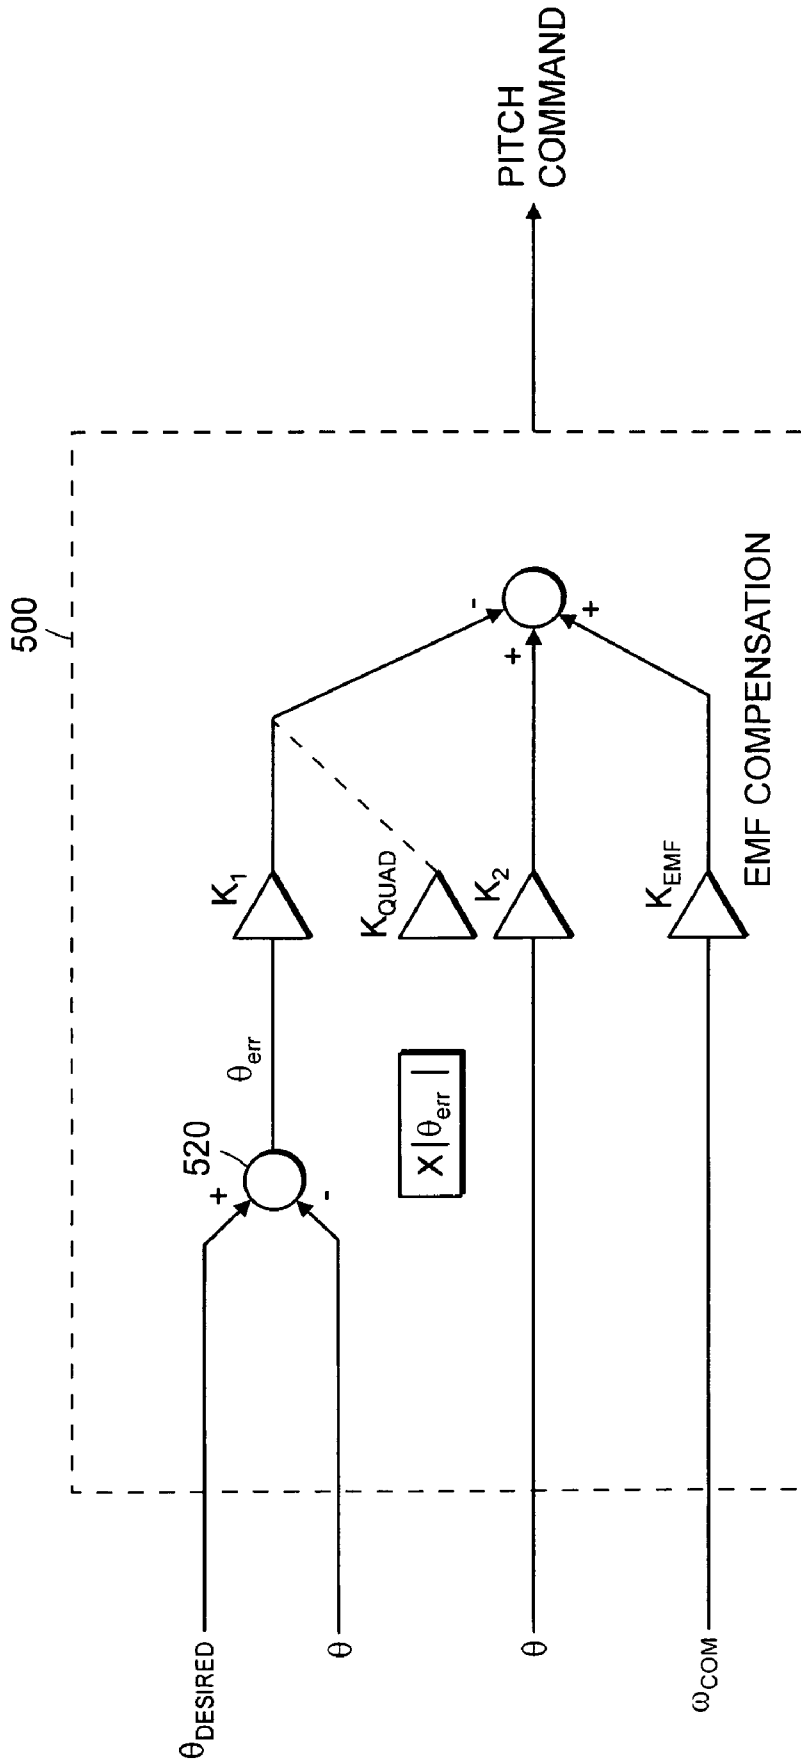 500
θDESIRED
θ
θ
ωCOM
+
-
520
θerr
X|θerr|
K1
KQUAD
K2
KEMF
-
+
+
EMF COMPENSATION
PITCH
COMMAND